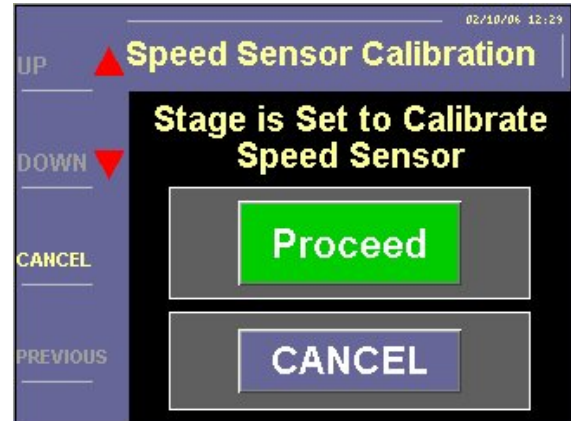 02/10/06 12:29
Speed Sensor Calibration
UP
DOWN
CANCEL
PREVIOUS
Stage is Set to Calibrate
Speed Sensor
Proceed
CANCEL